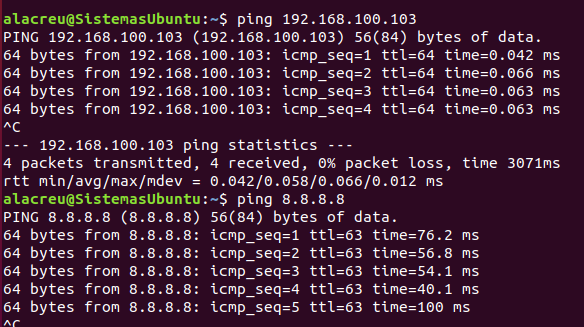 alacreu@SistemasUbuntu:~$ ping 192.168.100.103
PING 192.168.100.103 (192.168.100.103) 56(84) bytes of data.
64 bytes from 192.168.100.103: icmp_seq=1 ttl=64 time=0.042 ms
64 bytes from 192.168.100.103: icmp_seq=2 ttl=64 time=0.066 ms
64 bytes from 192.168.100.103: icmp_seq=3 ttl=64 time=0.063 ms
64 bytes from 192.168.100.103: icmp_seq=4 ttl=64 time=0.063 ms
^C
--- 192.168.100.103 ping statistics ---
4 packets transmitted, 4 received, 0% packet loss, time 3071ms
rtt min/avg/max/mdev = 0.042/0.058/0.066/0.012 ms
alacreu@SistemasUbuntu:~$ ping 8.8.8.8
PING 8.8.8.8 (8.8.8.8) 56(84) bytes of data.
64 bytes from 8.8.8.8: icmp_seq=1 ttl=63 time=76.2 ms
64 bytes from 8.8.8.8: icmp_seq=2 ttl=63 time=56.8 ms
64 bytes from 8.8.8.8: icmp_seq=3 ttl=63 time=54.1 ms
64 bytes from 8.8.8.8: icmp_seq=4 ttl=63 time=40.1 ms
64 bytes from 8.8.8.8: icmp_seq=5 ttl=63 time=100 ms
^C